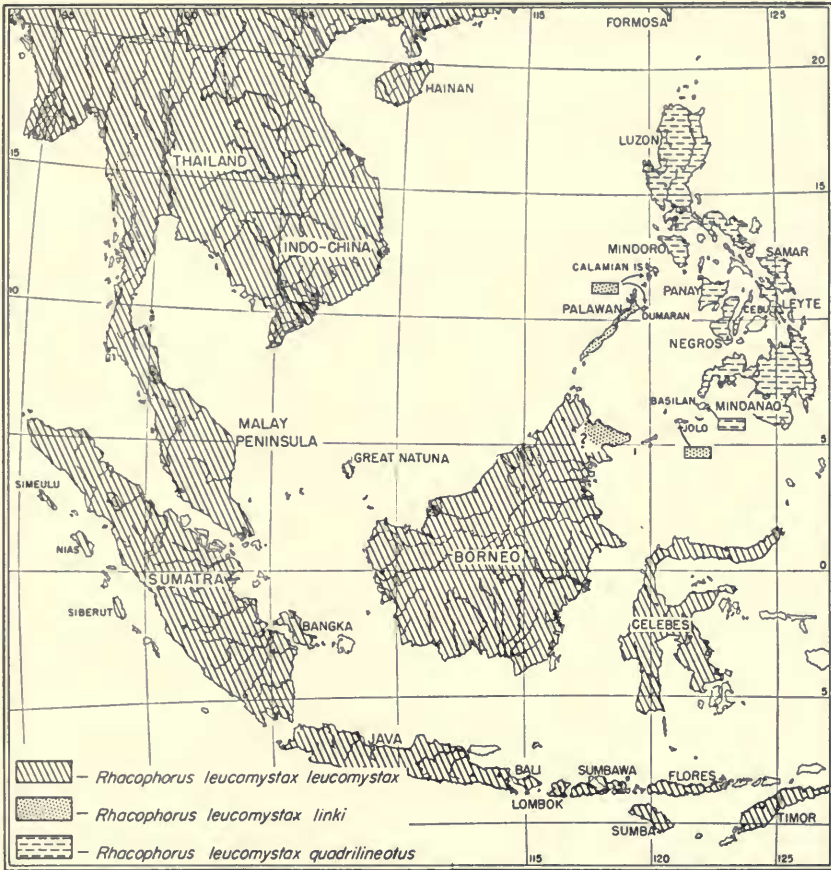 95 100 105 110 115 FORMOSA 125
20
HAINAN
LUZON
15 THAILAND 15
INDO-CHINA
MINDORO SAMAR
CALAMIAN IS
10 PALAWAN PANAY LEYTE
DUMARAN CEBU
NEGROS
BASILAN MINDANAO
MALAY
PENINSULA
JOLO
5 ? 5
GREAT NATUNA
SIMEULU
NIAS
SUMATRA BORNEO 0
SIBERUT
BANGKA CELEBES
5
JAVA
– Rhacophorus leucomystax leucomystax
BALI SUMBAWA FLORES
LOMBOK
– Rhacophorus leucomystax linki
SUMBA TIMOR
– Rhacophorus leucomystax quadrilineotus
115 120 125